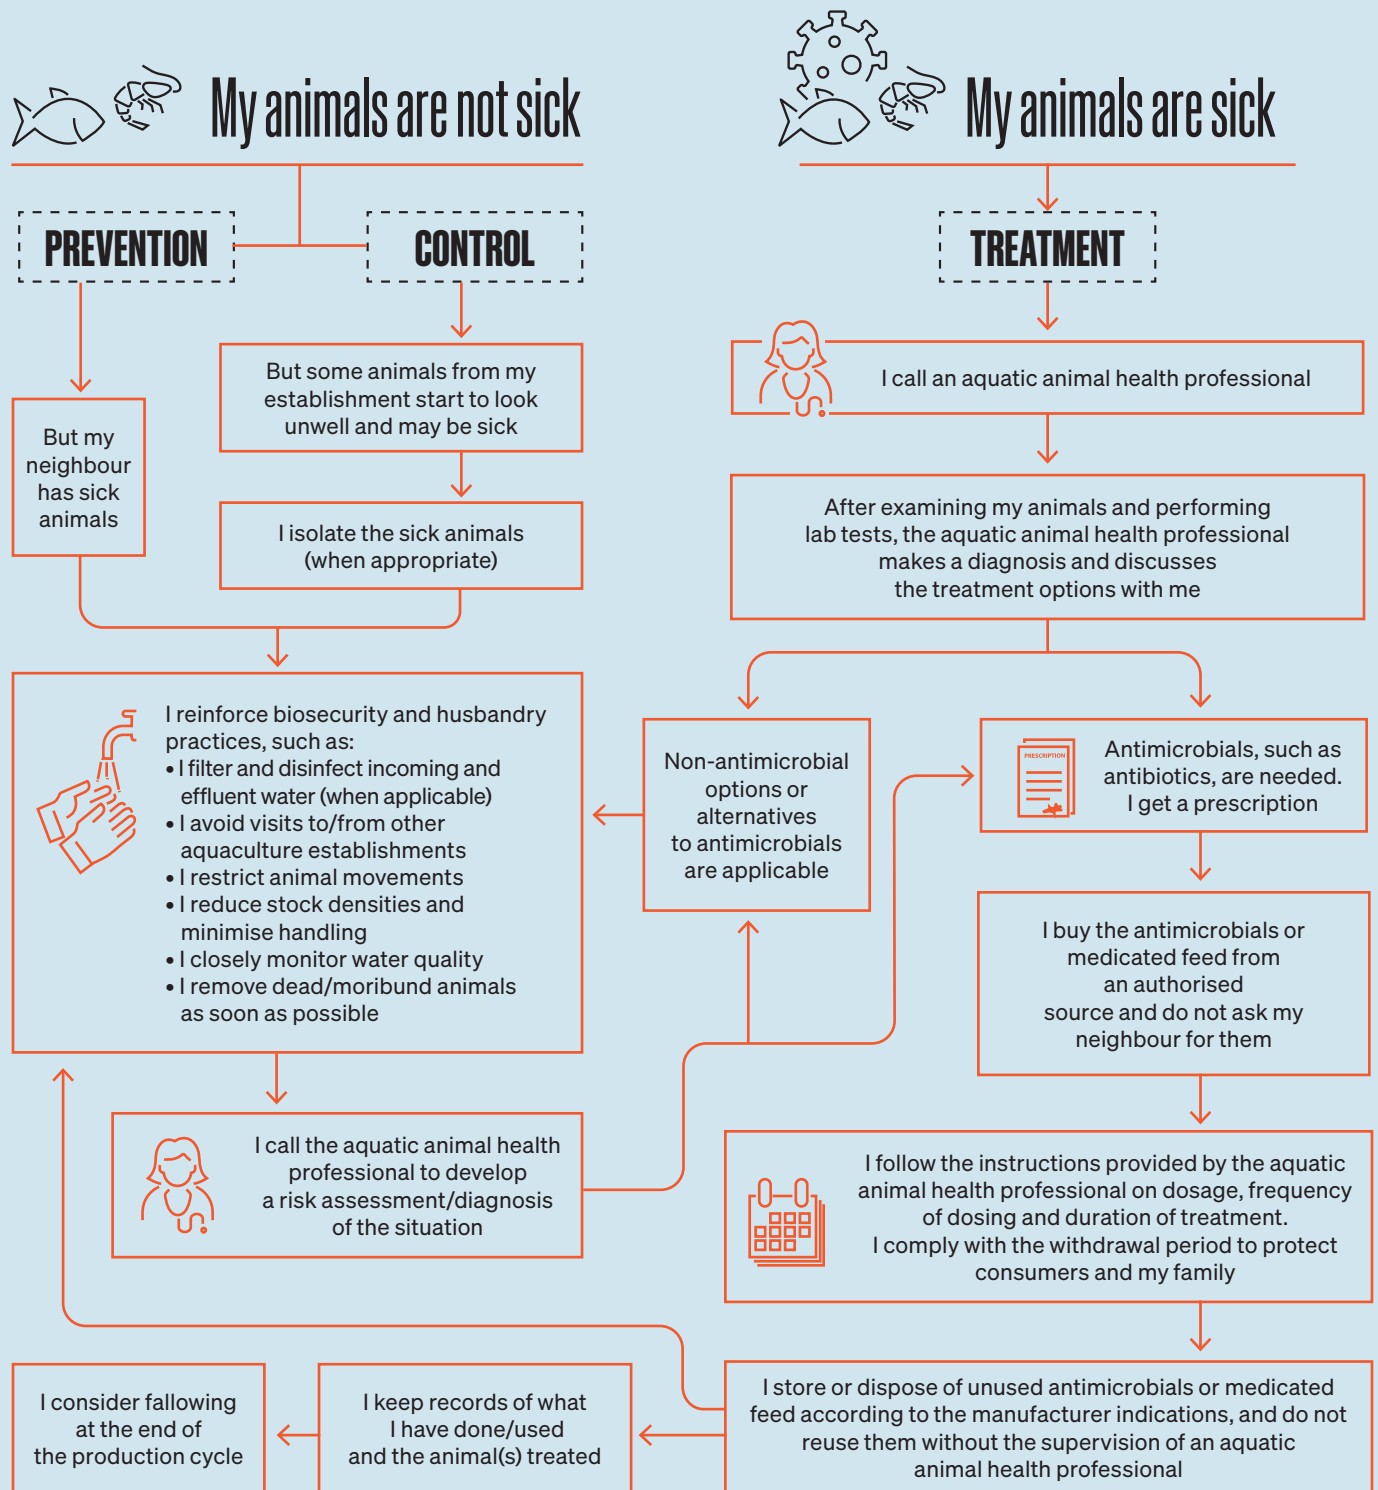 My animals are not sick
My animals are sick
PREVENTION
CONTROL
TREATMENT
But my
neighbour
has sick
animals
But some animals from my
establishment start to look
unwell and may be sick
I isolate the sick animals
(when appropriate)
I call an aquatic animal health professional
After examining my animals and performing
lab tests, the aquatic animal health professional
makes a diagnosis and discusses
the treatment options with me
I reinforce biosecurity and husbandry
practices, such as:
• I filter and disinfect incoming and
effluent water (when applicable)
• I avoid visits to/from other
aquaculture establishments
• I restrict animal movements
• I reduce stock densities and
minimise handling
• I closely monitor water quality
• I remove dead/moribund animals
as soon as possible
Non-antimicrobial
options or
alternatives
to antimicrobials
are applicable
PRESCRIPTION
Antimicrobials, such as
antibiotics, are needed.
I get a prescription
I buy the antimicrobials or
medicated feed from
an authorised
source and do not ask my
neighbour for them
I call the aquatic animal health
professional to develop
a risk assessment/diagnosis
of the situation
I follow the instructions provided by the aquatic
animal health professional on dosage, frequency
of dosing and duration of treatment.
I comply with the withdrawal period to protect
consumers and my family
I store or dispose of unused antimicrobials or medicated
feed according to the manufacturer indications, and do not
reuse them without the supervision of an aquatic
animal health professional
I keep records of what
I have done/used
and the animal(s) treated
I consider fallowing
at the end of
the production cycle